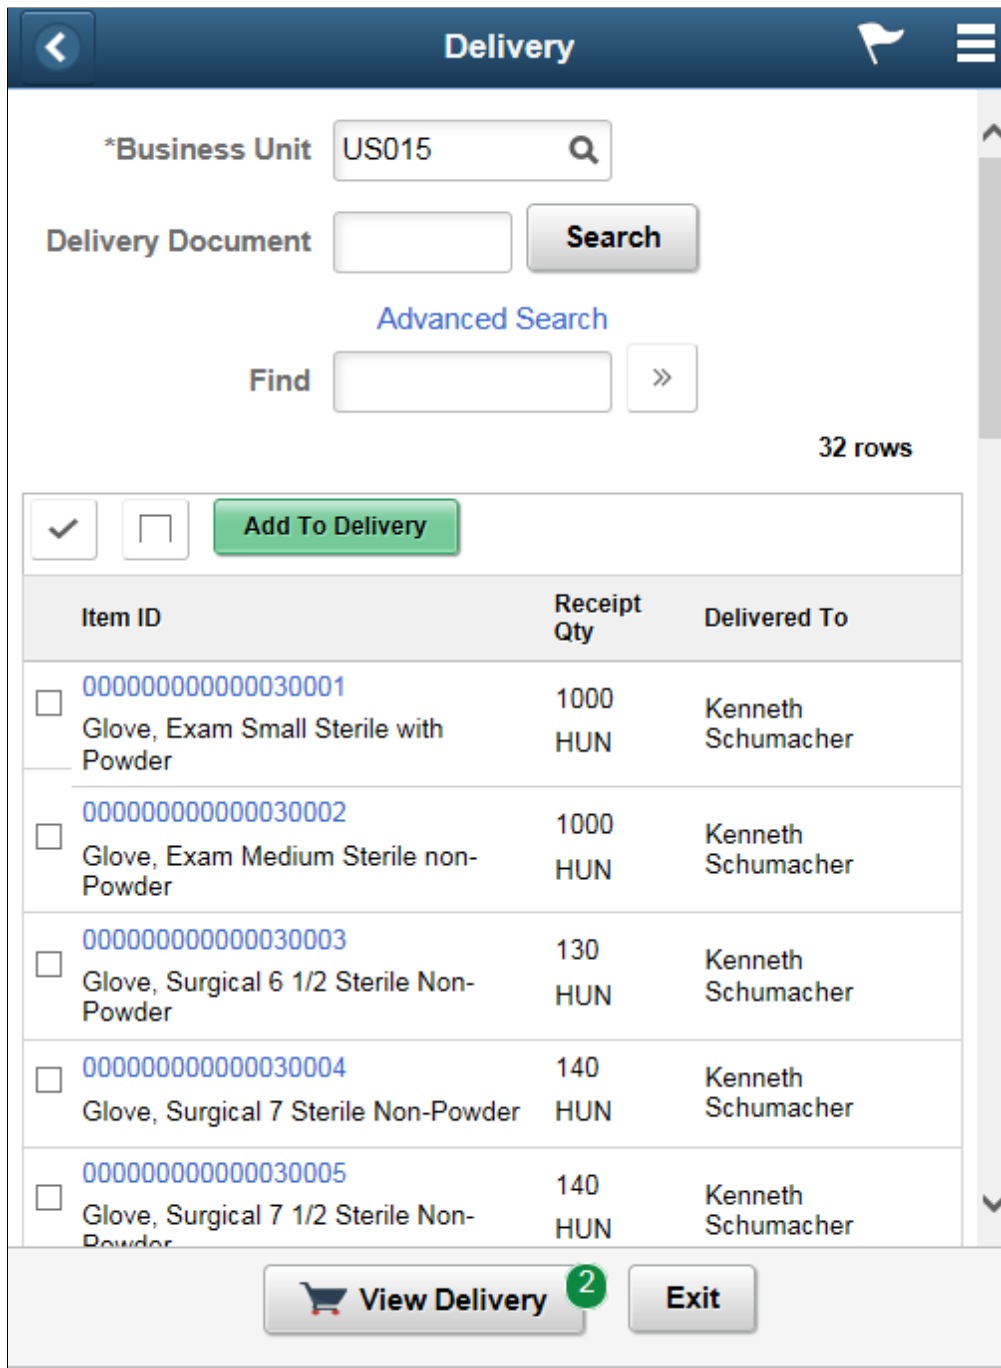 Delivery
*Business Unit US015
Delivery Document Search
Advanced Search
Find »
32 rows
Add To Delivery
Item ID Receipt Qty Delivered To
000000000000030001
Glove, Exam Small Sterile with
Powder
1000
HUN
Kenneth
Schumacher
000000000000030002
Glove, Exam Medium Sterile non-
Powder
1000
HUN
Kenneth
Schumacher
000000000000030003
Glove, Surgical 6 1/2 Sterile Non-
Powder
130
HUN
Kenneth
Schumacher
000000000000030004
Glove, Surgical 7 Sterile Non-Powder
140
HUN
Kenneth
Schumacher
000000000000030005
Glove, Surgical 7 1/2 Sterile Non-
Powder
140
HUN
Kenneth
Schumacher
View Delivery 2 Exit